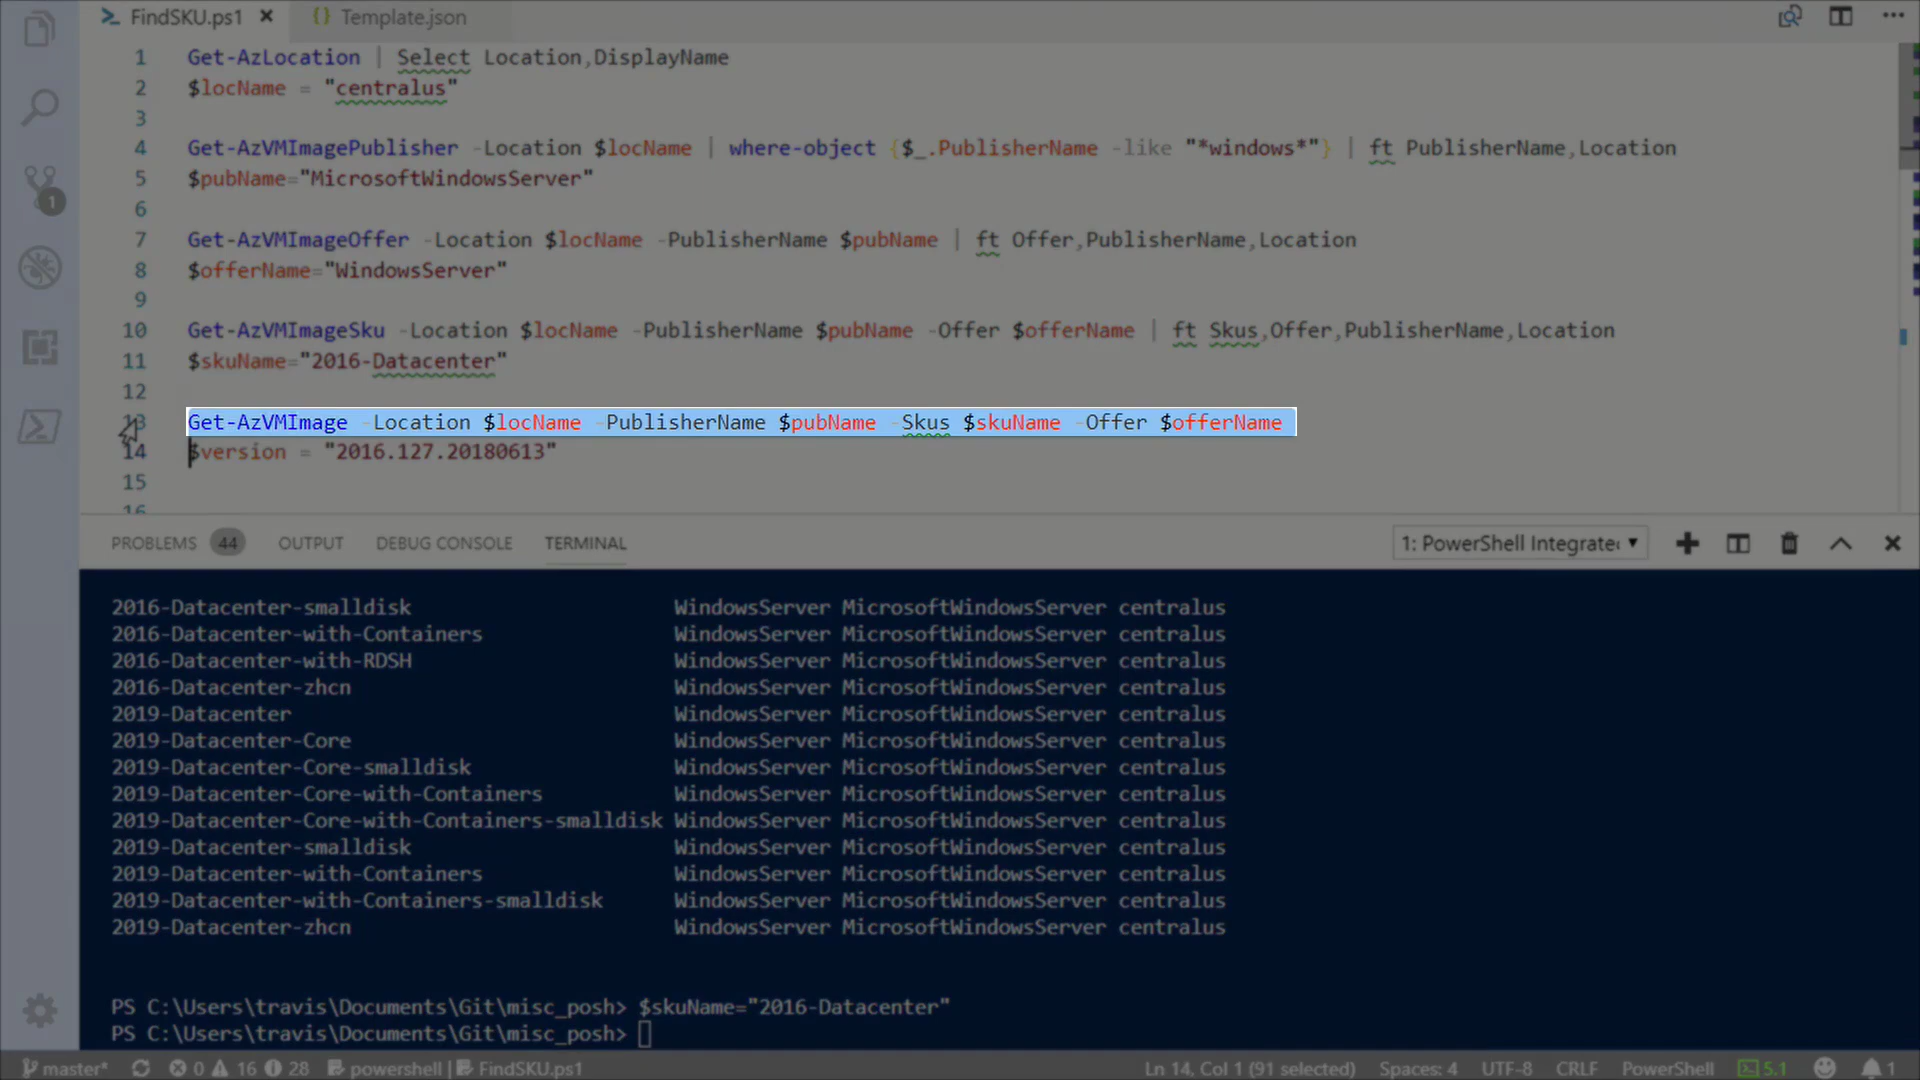 FindSKU.ps1 Template.json
1 Get-AzLocation | Select Location,DisplayName
2 $locName = "centralus"
3
4 Get-AzVMImagePublisher -Location $locName | where-object {$_.PublisherName -like "*windows*"} | ft PublisherName,Location
5 $pubName="MicrosoftWindowsServer"
6
7 Get-AzVMImageOffer -Location $locName -PublisherName $pubName | ft Offer,PublisherName,Location
8 $offerName="WindowsServer"
9
10 Get-AzVMImageSku -Location $locName -PublisherName $pubName -Offer $offerName | ft Skus,Offer,PublisherName,Location
11 $skuName="2016-Datacenter"
12
13 Get-AzVMImage -Location $locName -PublisherName $pubName -Skus $skuName -Offer $offerName
14 $version = "2016.127.20180613"
15
16
1
PROBLEMS 44 OUTPUT DEBUG CONSOLE TERMINAL 1: PowerShell Integrate
2016-Datacenter-smalldisk WindowsServer MicrosoftWindowsServer centralus
2016-Datacenter-with-Containers WindowsServer MicrosoftWindowsServer centralus
2016-Datacenter-with-RDSH WindowsServer MicrosoftWindowsServer centralus
2016-Datacenter-zhcn WindowsServer MicrosoftWindowsServer centralus
2019-Datacenter WindowsServer MicrosoftWindowsServer centralus
2019-Datacenter-Core WindowsServer MicrosoftWindowsServer centralus
2019-Datacenter-Core-smalldisk WindowsServer MicrosoftWindowsServer centralus
2019-Datacenter-Core-with-Containers WindowsServer MicrosoftWindowsServer centralus
2019-Datacenter-Core-with-Containers-smalldisk WindowsServer MicrosoftWindowsServer centralus
2019-Datacenter-smalldisk WindowsServer MicrosoftWindowsServer centralus
2019-Datacenter-with-Containers WindowsServer MicrosoftWindowsServer centralus
2019-Datacenter-with-Containers-smalldisk WindowsServer MicrosoftWindowsServer centralus
2019-Datacenter-zhcn WindowsServer MicrosoftWindowsServer centralus
PS C:\Users\travis\Documents\Git\misc_posh> $skuName="2016-Datacenter"
PS C:\Users\travis\Documents\Git\misc_posh>
master* 0 16 28 powershell | FindSKU.ps1 Ln 14, Col 1 (91 selected) Spaces: 4 UTF-8 CRLF PowerShell 5.1 1